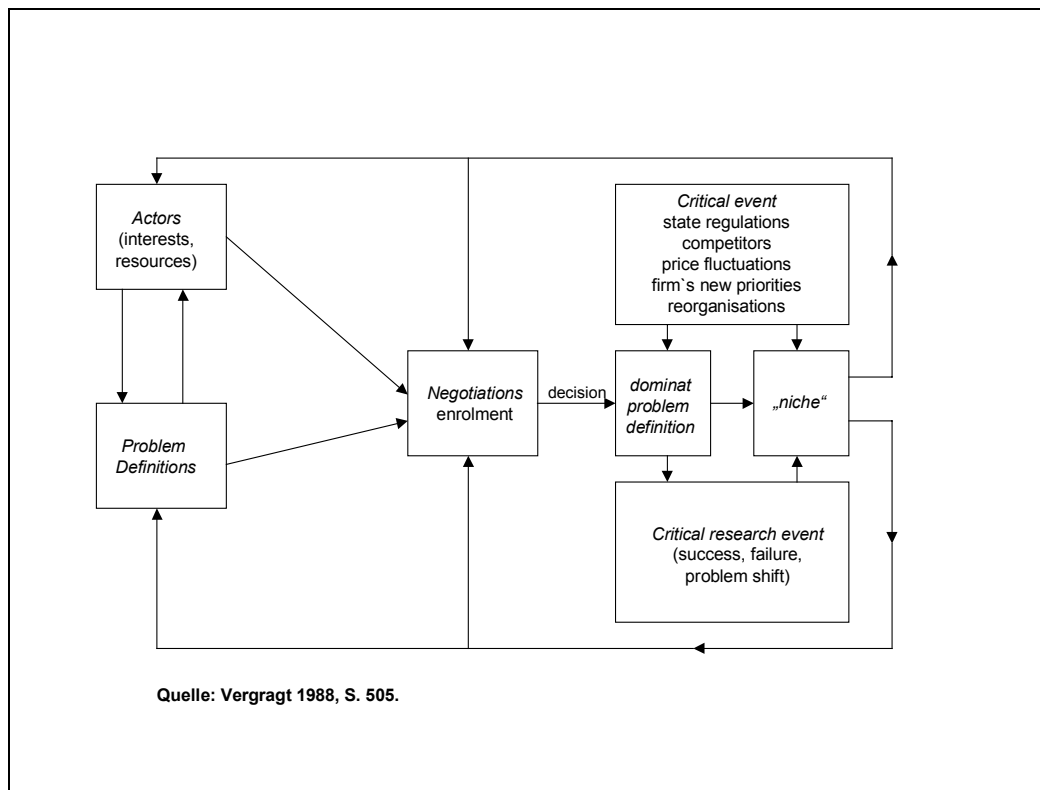 Actors
(interests,
resources)
Problem
Definitions
Negotiations
enrolment
decision
Critical event
state regulations
competitors
price fluctuations
firm`s new priorities
reorganisations
dominat
problem
definition
„niche“
Critical research event
(success, failure,
problem shift)
Quelle: Vergragt 1988, S. 505.